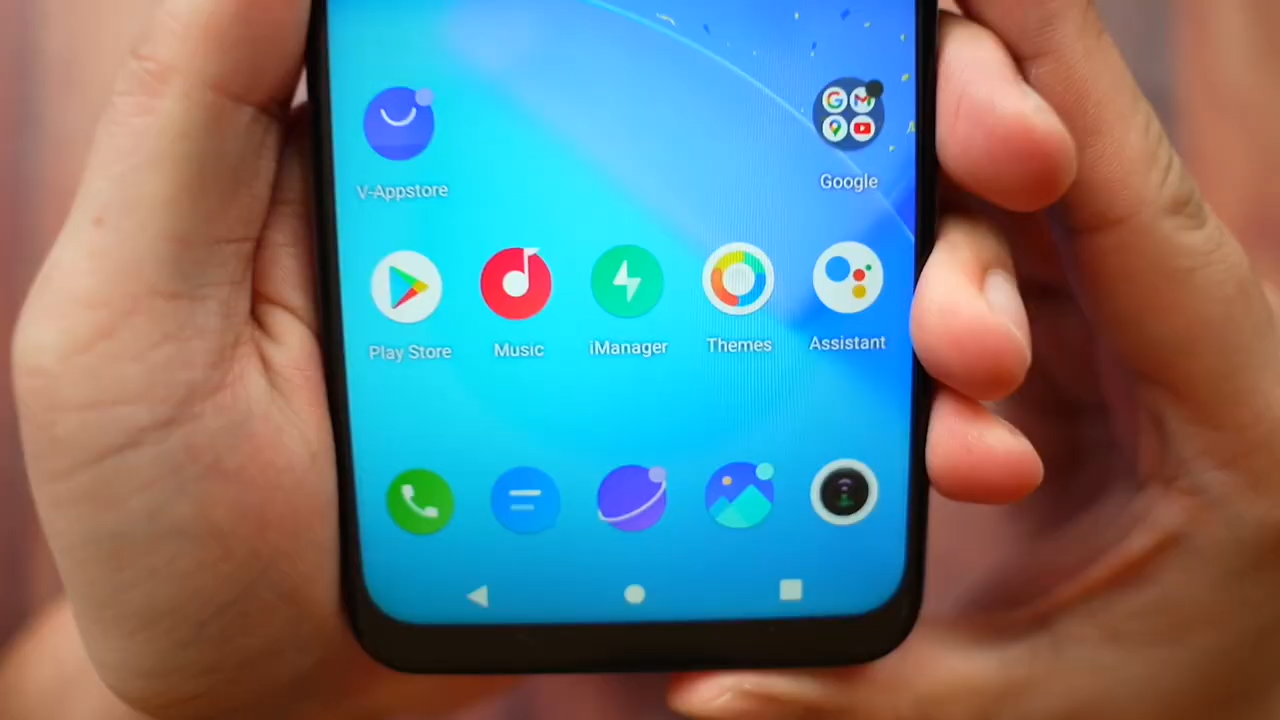 V-Appstore
Google
Play Store
Music
iManager
Themes
Assistant